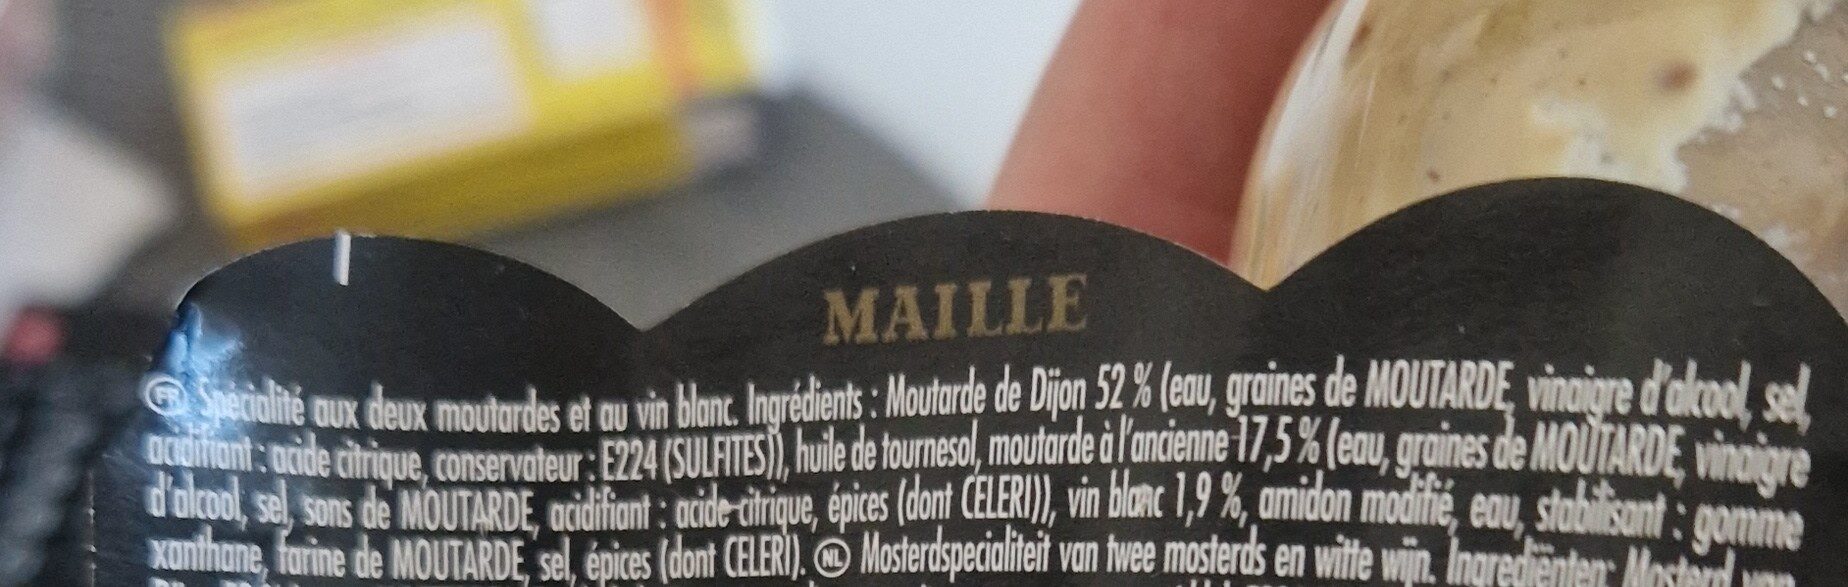 MAILLE
FR Spécialité aux deux moutardes et au vin blanc. Ingrédients : Moutarde de Dijon 52 % (eau, graines de MOUTARDE, vinaigre d'alcool, sel,
acidifiant : acide citrique, conservateur : E224 (SULFITES)), huile de tournesol, moutarde à l'ancienne 17,5 % (eau, graines de MOUTARDE, vinaigre
d'alcool, sel, sons de MOUTARDE, acidifiant : acide citrique, épices (dont CELERI)), vin blanc 1,9 %, amidon modifié, eau, stabilisant : gomme
xanthane, farine de MOUTARDE, sel, épices (dont CELERI). NL Mosterdspecialiteit van twee mosterds en witte wijn. Ingrediënten: Mosterd van